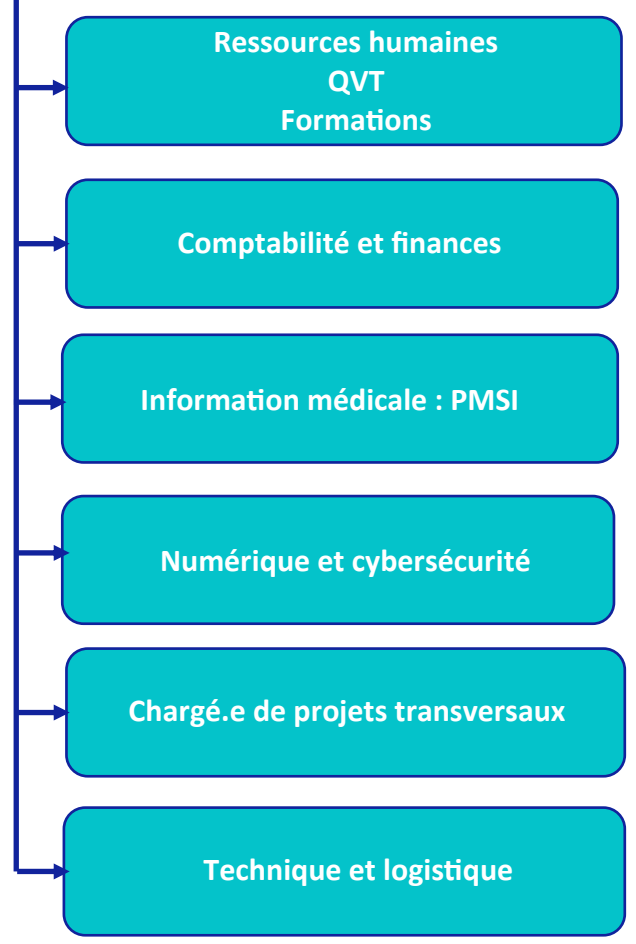 Ressources humaines
QVT
Formations
Comptabilité et finances
Information médicale : PMSI
Numérique et cybersécurité
Chargé.e de projets transversaux
Technique et logistique